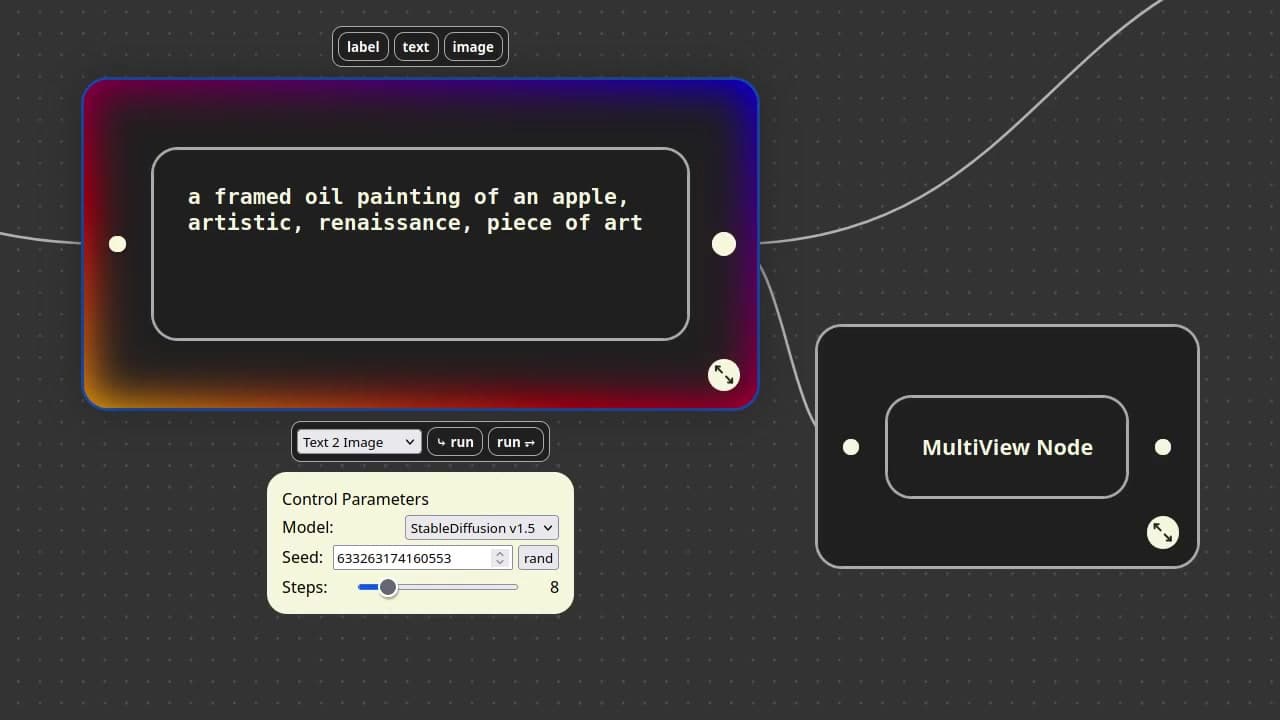 label text image
a framed oil painting of an apple,
artistic, renaissance, piece of art
MultiView Node
Text 2 Image ⤷ run run ⇄
Control Parameters
Model: StableDiffusion v1.5
Seed: 633263174160553 rand
Steps: 8